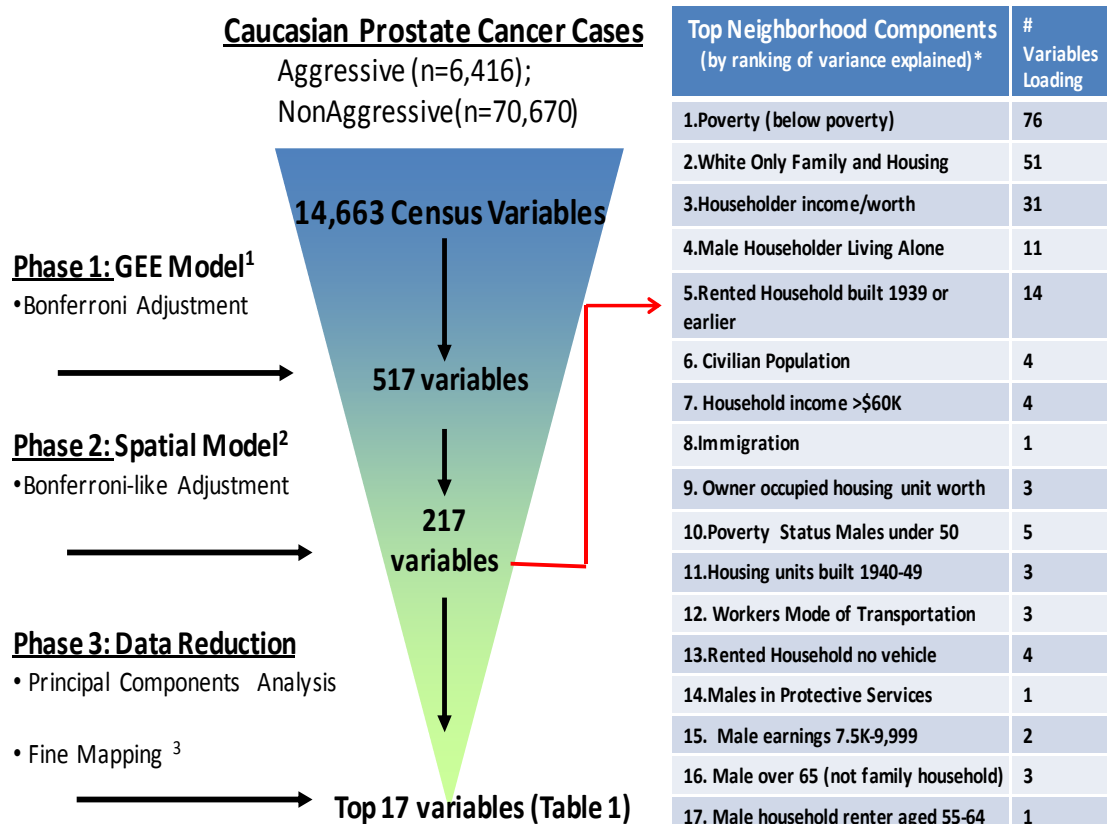 Caucasian Prostate Cancer Cases
Aggressive (n=6,416);
NonAggressive(n=70,670)
14,663 Census Variables
Phase 1: GEE Model1
•Bonferroni Adjustment
517 variables
Phase 2: Spatial Model2
•Bonferroni-like Adjustment
217
variables
Phase 3: Data Reduction
• Principal Components Analysis
• Fine Mapping 3
Top 17 variables (Table 1)
Top Neighborhood Components
(by ranking of variance explained)*
#
Variables
Loading
1.Poverty (below poverty) 76
2.White Only Family and Housing 51
3.Householder income/worth 31
4.Male Householder Living Alone 11
5.Rented Household built 1939 or 14
earlier
6. Civilian Population 4
7. Household income >$60K 4
8.Immigration 1
9. Owner occupied housing unit worth 3
10.Poverty Status Males under 50 5
11.Housing units built 1940-49 3
12. Workers Mode of Transportation 3
13.Rented Household no vehicle 4
14.Males in Protective Services 1
15. Male earnings 7.5K-9,999 2
16. Male over 65 (not family household) 3
17. Male household renter aged 55-64 1